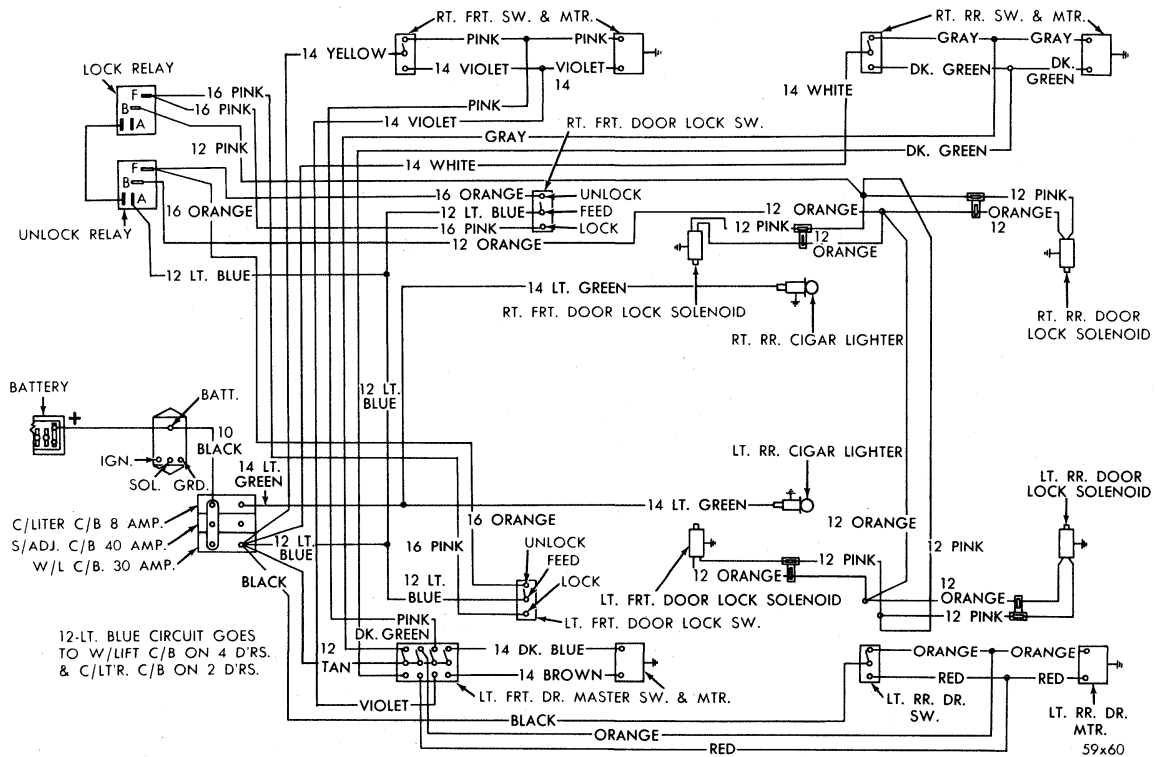 RT. FRT. SW. & MTR.
RT. RR. SW. & MTR.
PINK
PINK
GRAY
GRAY
14 YELLOW
14 VIOLET
VIOLET
14
DK. GREEN
DK.
GREEN
LOCK RELAY
F
B
A
16 PINK
16 PINK
12 PINK
PINK
14 VIOLET
GRAY
14 WHITE
14 WHITE
RT. FRT. DOOR LOCK SW.
DK. GREEN
F
B
A
UNLOCK RELAY
16 ORANGE
16 ORANGE
12 LT. BLUE
16 PINK
12 ORANGE
UNLOCK
FEED
LOCK
12 ORANGE
12 PINK
12
ORANGE
12 PINK
ORANGE
12
12 LT. BLUE
14 LT. GREEN
RT. FRT. DOOR LOCK SOLENOID
RT. RR. CIGAR LIGHTER
RT. RR. DOOR
LOCK SOLENOID
BATTERY
+
BATT.
10
BLACK
IGN.
SOL. GRD.
14 LT.
GREEN
12 LT.
BLUE
LT. RR. CIGAR LIGHTER
14 LT. GREEN
LT. RR. DOOR
LOCK SOLENOID
C/LITER C/B 8 AMP.
S/ADJ. C/B 40 AMP.
W/L C/B. 30 AMP.
12 LT.
BLUE
BLACK
16 ORANGE
16 PINK
UNLOCK
FEED
LOCK
12 LT.
BLUE
12 ORANGE
12 PINK
12 ORANGE
12 PINK
LT. FRT. DOOR LOCK SOLENOID
LT. FRT. DOOR LOCK SW.
12
ORANGE
12 PINK
12-LT. BLUE CIRCUIT GOES
TO W/LIFT C/B ON 4 D'RS.
& C/LT'R. C/B ON 2 D'RS.
PINK
DK. GREEN
12
TAN
14 DK. BLUE
14 BROWN
LT. FRT. DR. MASTER SW. & MTR.
VIOLET
BLACK
ORANGE
RED
ORANGE
ORANGE
RED
RED
LT. RR. DR.
SW.
LT. RR. DR.
MTR.
59x60